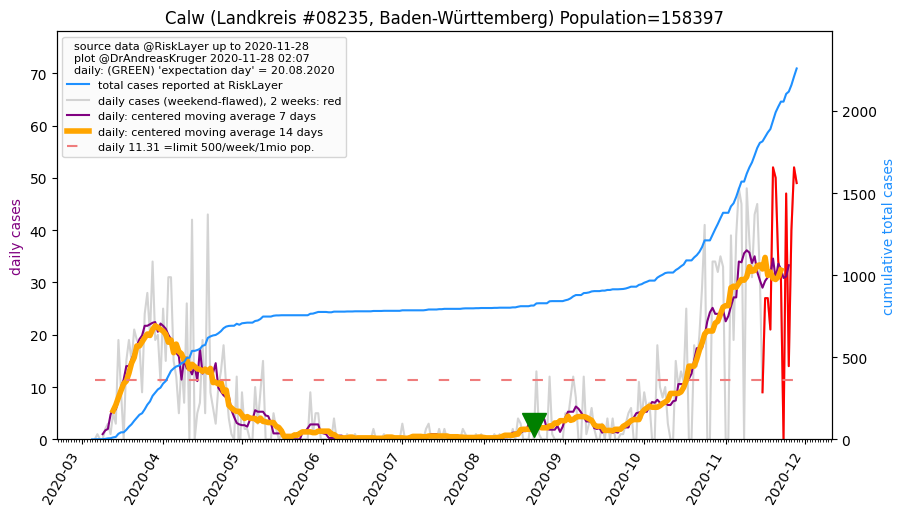 Calw (Landkreis #08235, Baden-Württemberg) Population=158397
source data @RiskLayer up to 2020-11-28
plot @DrAndreasKruger 2020-11-28 02:07
daily: (GREEN) 'expectation day' = 20.08.2020
total cases reported at RiskLayer
daily cases (weekend-flawed), 2 weeks: red
daily: centered moving average 7 days
daily: centered moving average 14 days
daily 11.31 =limit 500/week/1mio pop.
daily cases
70
60
50
40
30
20
10
0
cumulative total cases
2000
1500
1000
500
0
2020-03
2020-04
2020-05
2020-06
2020-07
2020-08
2020-09
2020-10
2020-11
2020-12